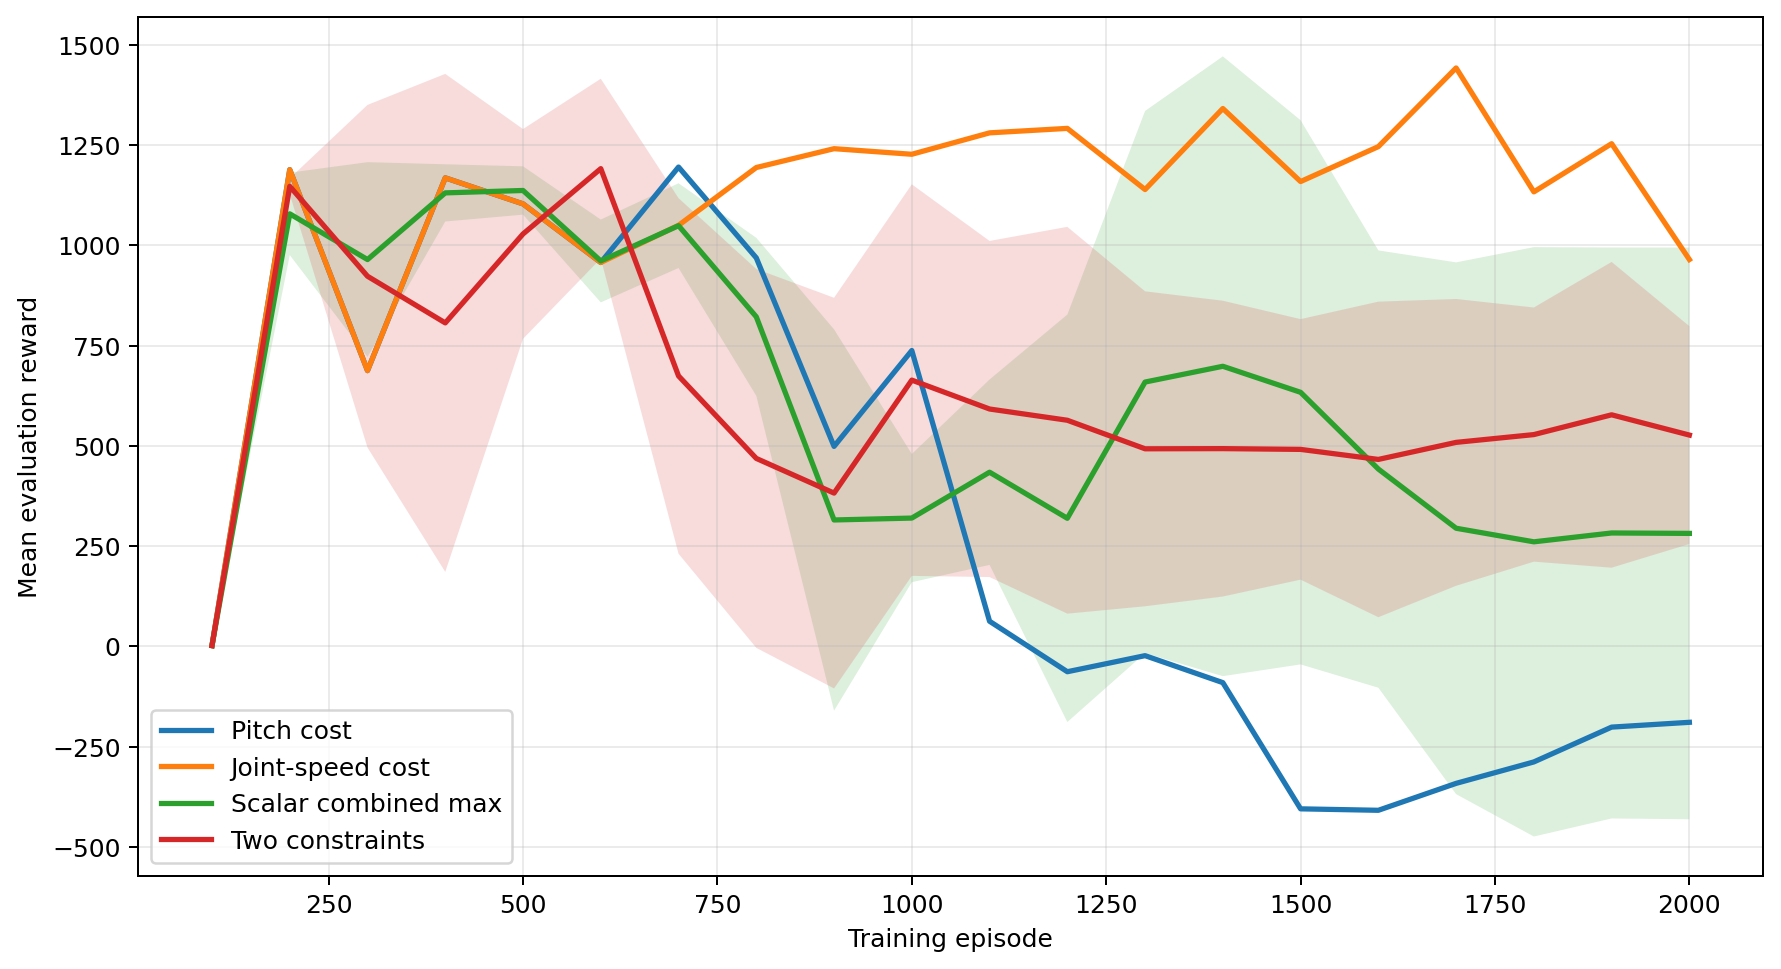 1500
1250
1000
750
500
250
0
−250
−500
Mean evaluation reward
Pitch cost
Joint-speed cost
Scalar combined max
Two constraints
250 500 750 1000 1250 1500 1750 2000
Training episode